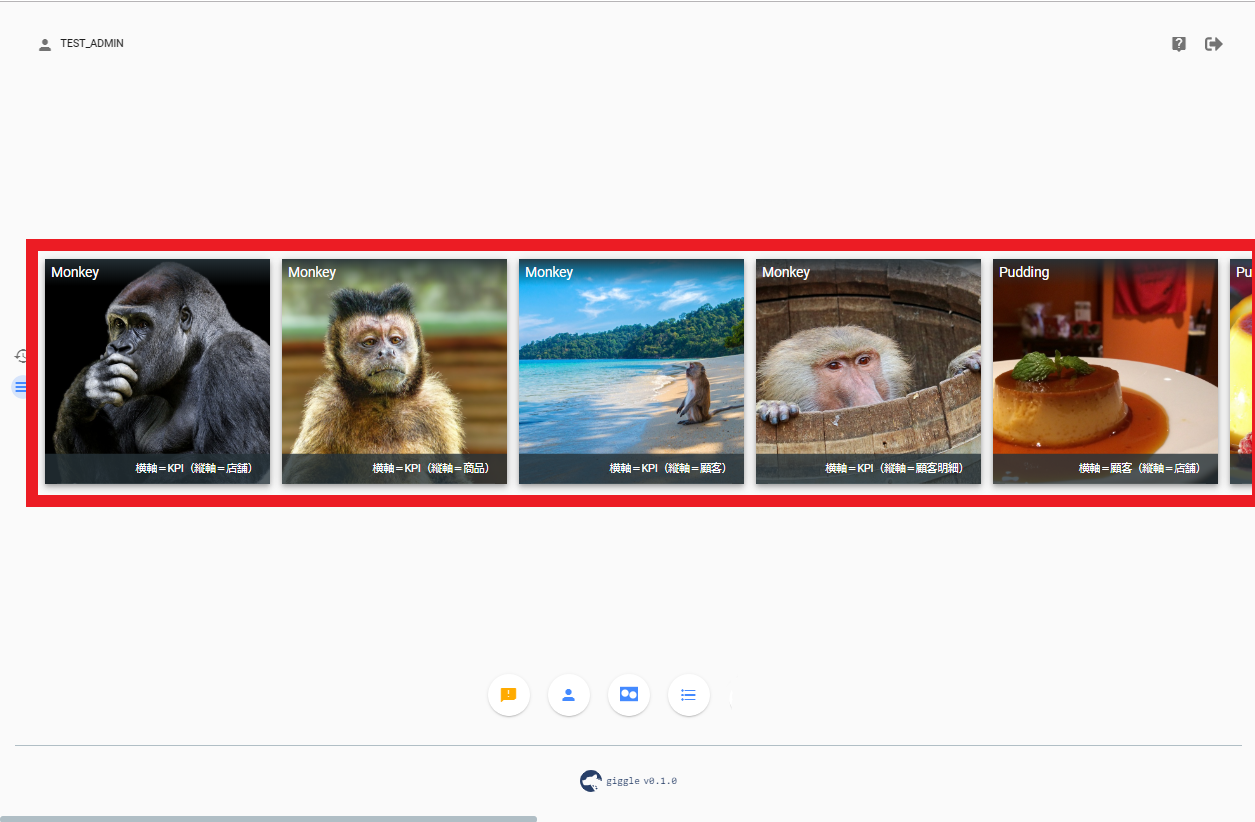 TEST_ADMIN
Monkey
Monkey
Monkey
Monkey
Pudding
Pu
横軸＝KPI（縦軸＝店舗）
横軸＝KPI（縦軸＝商品）
横軸＝KPI（縦軸＝顧客）
横軸＝KPI（縦軸＝顧客明細）
横軸＝顧客（縦軸＝店舗）
giggle v0.1.0